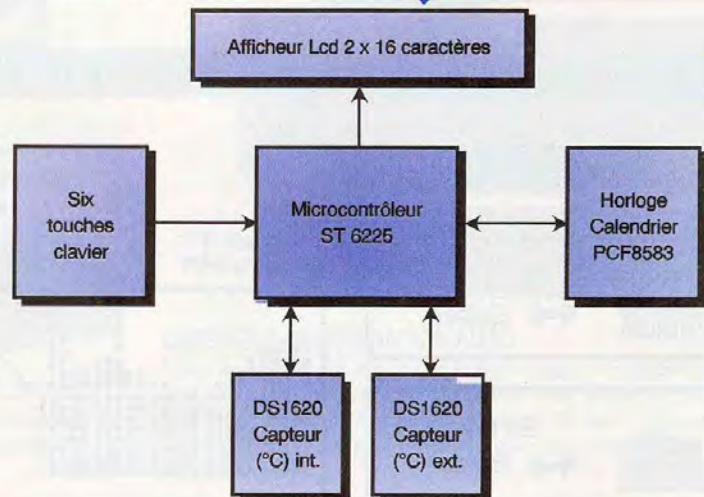 Afficheur Lcd 2 x 16 caractères
Six
touches
clavier
Microcontrôleur
ST 6225
Horloge
Calendrier
PCF8583
DS1620
Capteur
(°C) int.
DS1620
Capteur
(°C) ext.